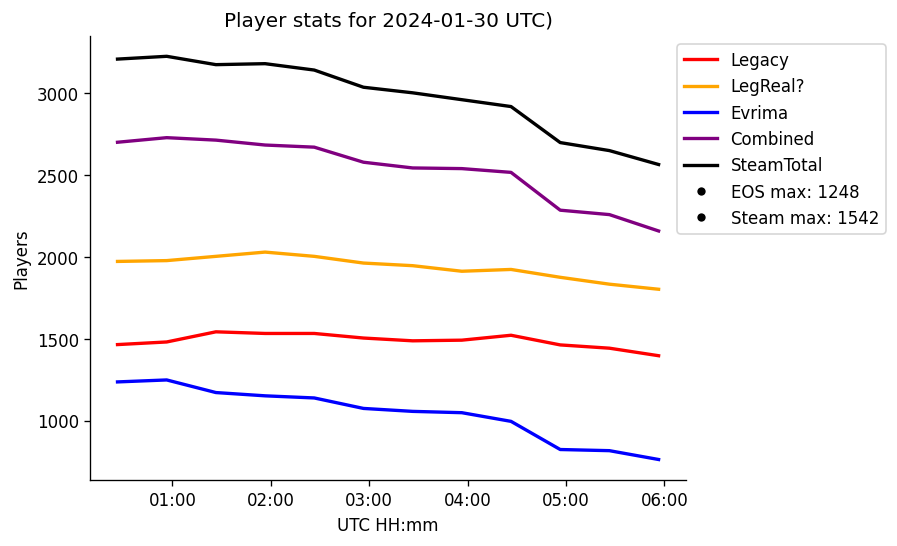 Player stats for 2024-01-30 UTC)
Legacy
LegReal?
Evrima
Combined
SteamTotal
EOS max: 1248
Steam max: 1542
Players
3000
2500
2000
1500
1000
01:00 02:00 03:00 04:00 05:00 06:00
UTC HH:mm